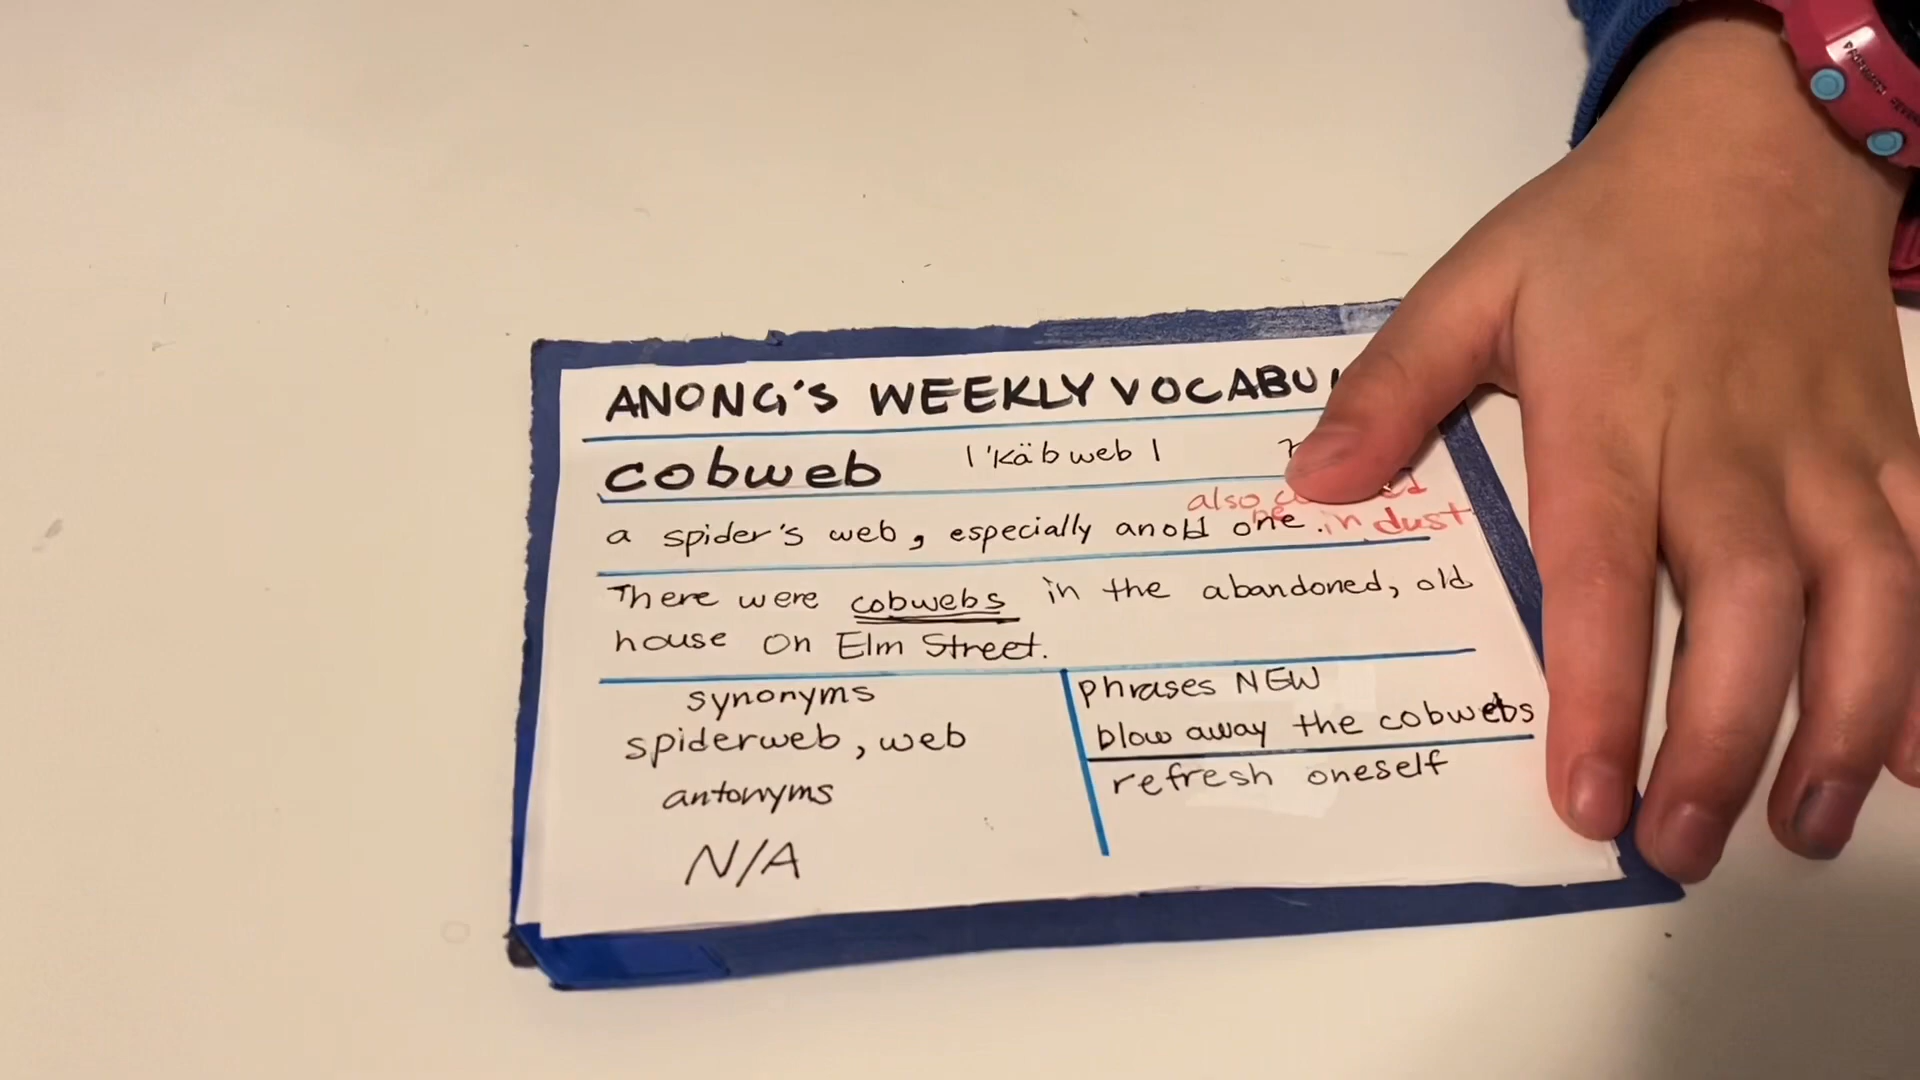 ANONG'S WEEKLY VOCABU
cobweb |'käbweb|
also
a spider's web, especially an old one. in dust
There were cobwebs in the abandoned, old
house on Elm Street.
synonyms
spiderweb, web
antonyms
N/A
phrases NEW
blow away the cobwebs
refresh oneself